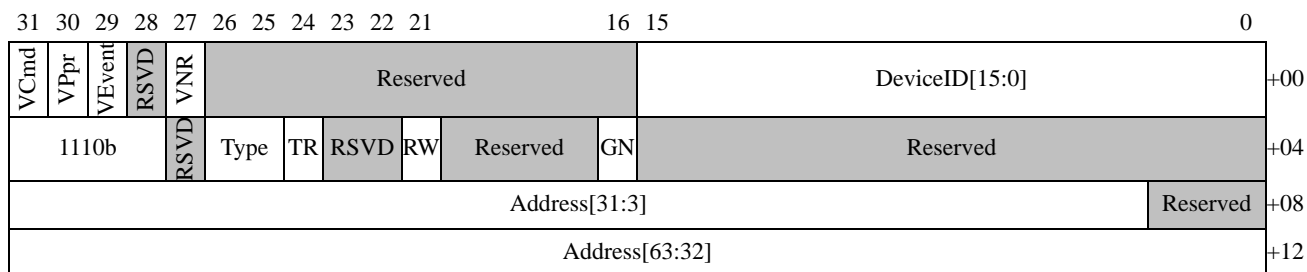 31 30 29 28 27 26 25 24 23 22 21 16 15 0
VCmd VPpr VEvent RSVD VNR Reserved DeviceID[15:0] +00
1110b RSVD Type TR RSVD RW Reserved GN Reserved +04
Address[31:3] Reserved +08
Address[63:32] +12